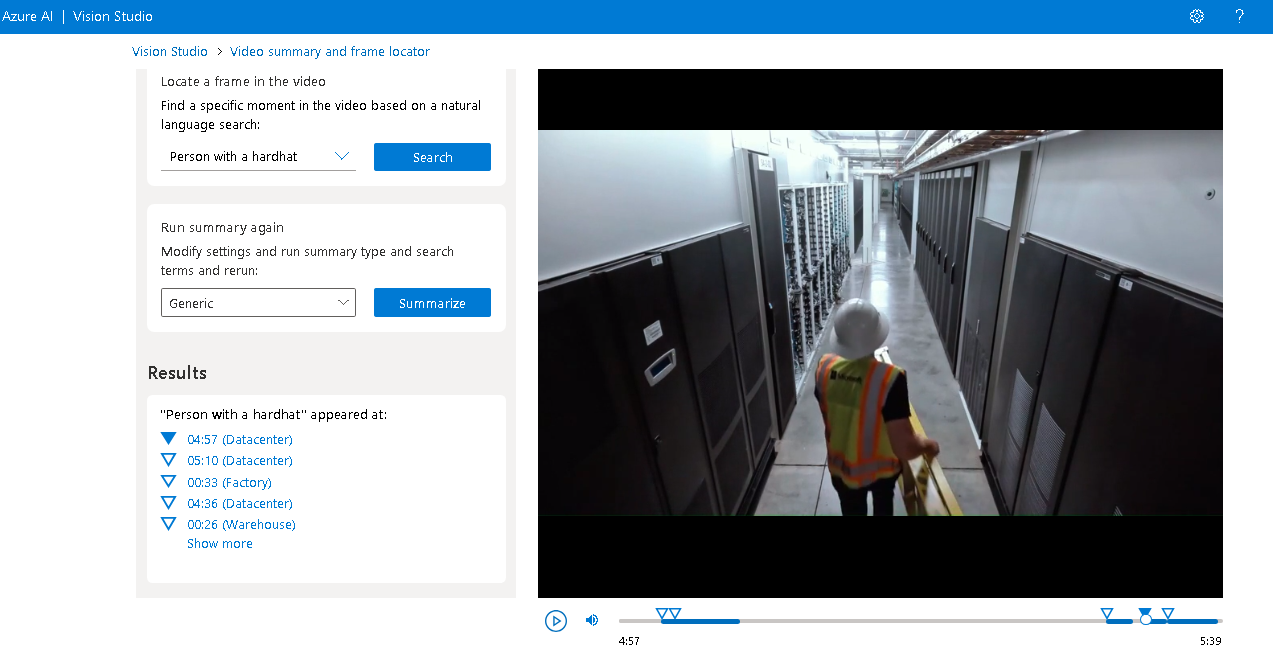 Azure AI | Vision Studio
?
Vision Studio > Video summary and frame locator
Locate a frame in the video
Find a specific moment in the video based on a natural
language search:
Person with a hardhat
Search
Run summary again
Modify settings and run summary type and search
terms and rerun:
Generic
Summarize
Results
"Person with a hardhat" appeared at:
04:57 (Datacenter)
05:10 (Datacenter)
00:33 (Factory)
04:36 (Datacenter)
00:26 (Warehouse)
Show more
4:57
5:39